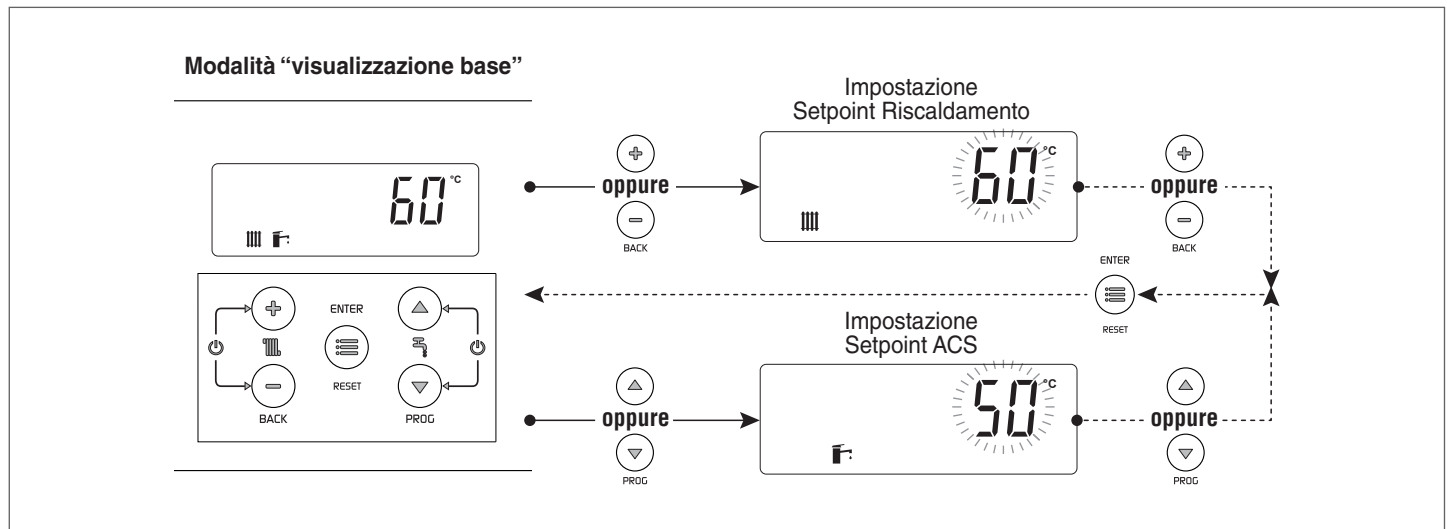 Modalità “visualizzazione base”
60 °C
ENTER
RESET
BACK
PROG
oppure
BACK
Impostazione
Setpoint Riscaldamento
60 °C
oppure
BACK
ENTER
RESET
oppure
PROG
Impostazione
Setpoint ACS
50 °C
oppure
PROG